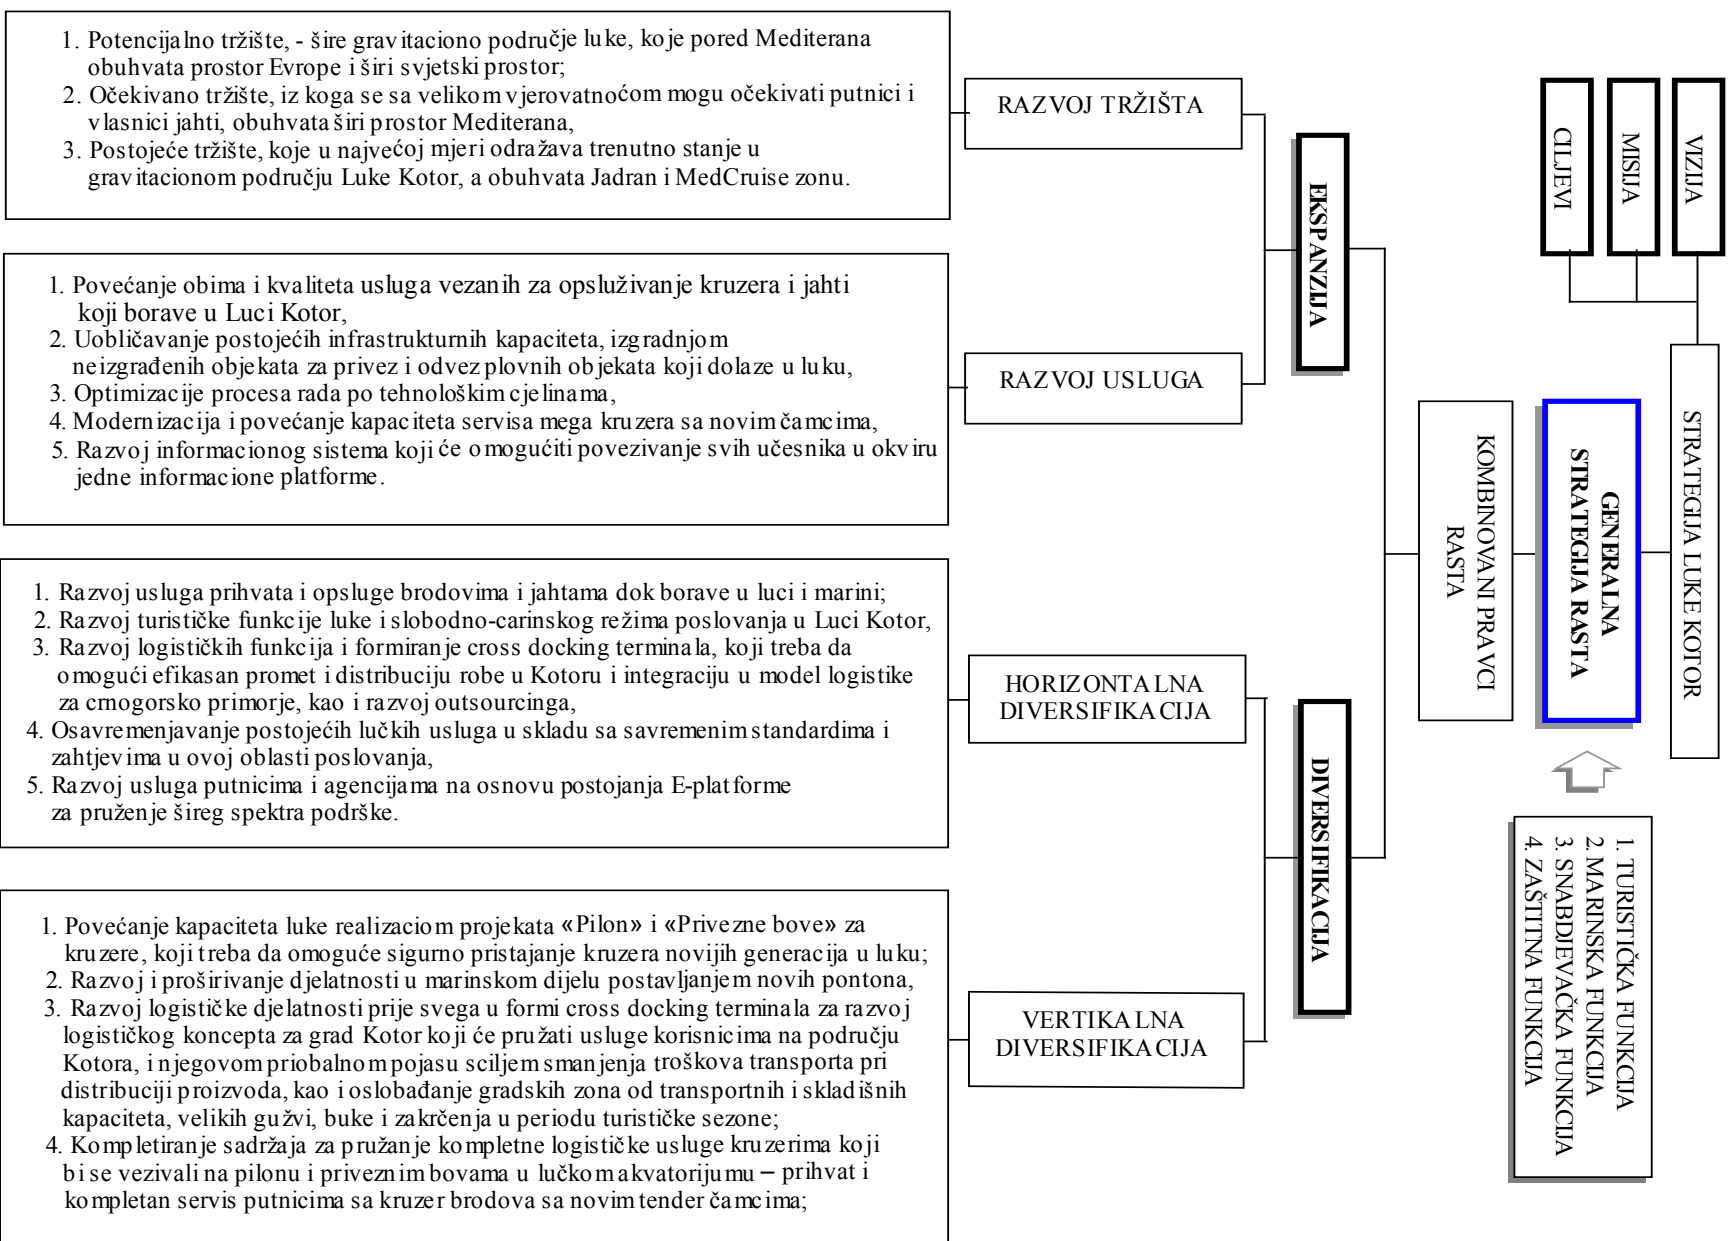 1. Potencijalno tržište, - šire gravitaciono područje luke, koje pored Mediterana
obuhvata prostor Evrope i širi svjetski prostor;
2. Očekivano tržište, iz koga se sa velikom vjerovatnoćom mogu očekivati putnici i
vlasnici jahti, obuhvata širi prostor Mediterana,
3. Postojeće tržište, koje u najvećoj mjeri odražava trenutno stanje u
gravitacionom području Luke Kotor, a obuhvata Jadran i MedCruise zonu.
RAZVOJ TRŽIŠTA
1. Povećanje obima i kvaliteta usluga vezanih za opsluživanje kruzera i jahti
koji borave u Luci Kotor,
2. Uobličavanje postojećih infrastrukturnih kapaciteta, izgradnjom
neizgrađenih objekata za privez i odvez plovnih objekata koji dolaze u luku,
3. Optimizacije procesa rada po tehnološkim cjelinama,
4. Modernizacija i povećanje kapaciteta servisa mega kruzera sa novim čamcima,
5. Razvoj informacionog sistema koji će omogućiti povezivanje svih učesnika u okviru
jedne informacione platforme.
RAZVOJ USLUGA
EKSPANZIJA
1. Razvoj usluga prihvata i opsluge brodovima i jahtama dok borave u luci i marini;
2. Razvoj turističke funkcije luke i slobodno-carinskog režima poslovanja u Luci Kotor,
3. Razvoj logističkih funkcija i formiranje cross docking terminala, koji treba da
omogući efikasan promet i distribuciju robe u Kotoru i integraciju u model logistike
za crnogorsko primorje, kao i razvoj outsourcinga,
4. Osavremenjavanje postojećih lučkih usluga u skladu sa savremenim standardima i
zahtjevima u ovoj oblasti poslovanja,
5. Razvoj usluga putnicima i agencijama na osnovu postojanja E-platforme
za pruženje šireg spektra podrške.
HORIZONTALNA
DIVERSIFIKACIJA
1. Povećanje kapaciteta luke realizaciom projekata «Pilon» i «Privezne bove» za
kruzere, koji treba da omoguće sigurno pristajanje kruzera novijih generacija u luku;
2. Razvoj i proširivanje djelatnosti u marinskom dijelu postavljanjem novih pontona,
3. Razvoj logističke djelatnosti prije svega u formi cross docking terminala za razvoj
logističkog koncepta za grad Kotor koji će pružati usluge korisnicima na području
Kotora, i njegovom priobalnom pojasu sciljem smanjenja troškova transporta pri
distribuciji proizvoda, kao i oslobađanje gradskih zona od transportnih i skladišnih
kapaciteta, velikih gužvi, buke i zakrčenja u periodu turističke sezone;
4. Kompletiranje sadržaja za pružanje kompletne logističke usluge kruzerima koji
bi se vezivali na pilonu i priveznim bovama u lučkom akvatorijumu – prihvat i
kompletan servis putnicima sa kruzer brodova sa novim tender čamcima;
VERTIKALNA
DIVERSIFIKACIJA
DIVERSIFIKACIJA
KOMBINOVANI PRAVCI
RASTA
GENERALNA
STRATEGIJA RASTA
STRATEGIJA LUKE KOTOR
VIZIJA
MISIJA
CILJEVI
1. TURISTIČKA FUNKCIJA
2. MARINSKA FUNKCIJA
3. SNABDJEVAČKA FUNKCIJA
4. ZAŠTITNA FUNKCIJA